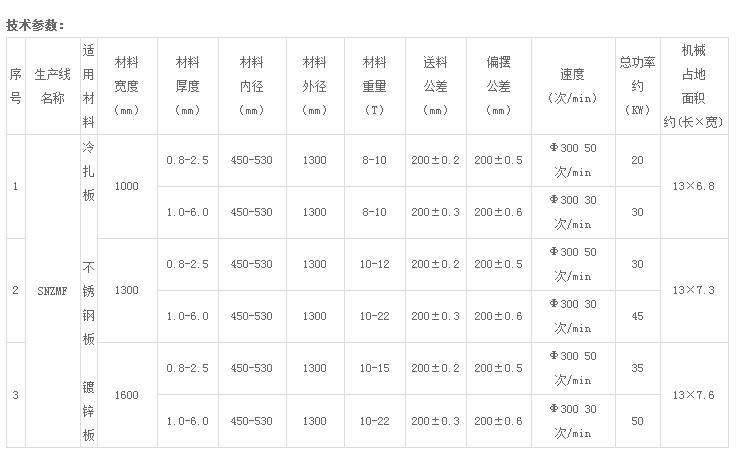 技术参数:
序号 生产线名称 适用材料 材料宽度(mm) 材料厚度(mm) 材料内径(mm) 材料外径(mm) 材料重量(T) 送料公差(mm) 偏摆公差(mm) 速度(次/min) 总功率约(KW) 机械占地面积约(长×宽)
1 SNZMF 冷扎板 1000 0.8-2.5 450-530 1300 8-10 200±0.2 200±0.5 Φ300 50次/min 20 13×6.8
1.0-6.0 450-530 1300 8-10 200±0.3 200±0.6 Φ300 30次/min 30
2 不锈钢板 1300 0.8-2.5 450-530 1300 10-12 200±0.2 200±0.5 Φ300 50次/min 30 13×7.3
1.0-6.0 450-530 1300 10-22 200±0.3 200±0.6 Φ300 30次/min 45
3 镀锌板 1600 0.8-2.5 450-530 1300 10-15 200±0.2 200±0.5 Φ300 50次/min 35 13×7.6
1.0-6.0 450-530 1300 10-22 200±0.3 200±0.6 Φ300 30次/min 50